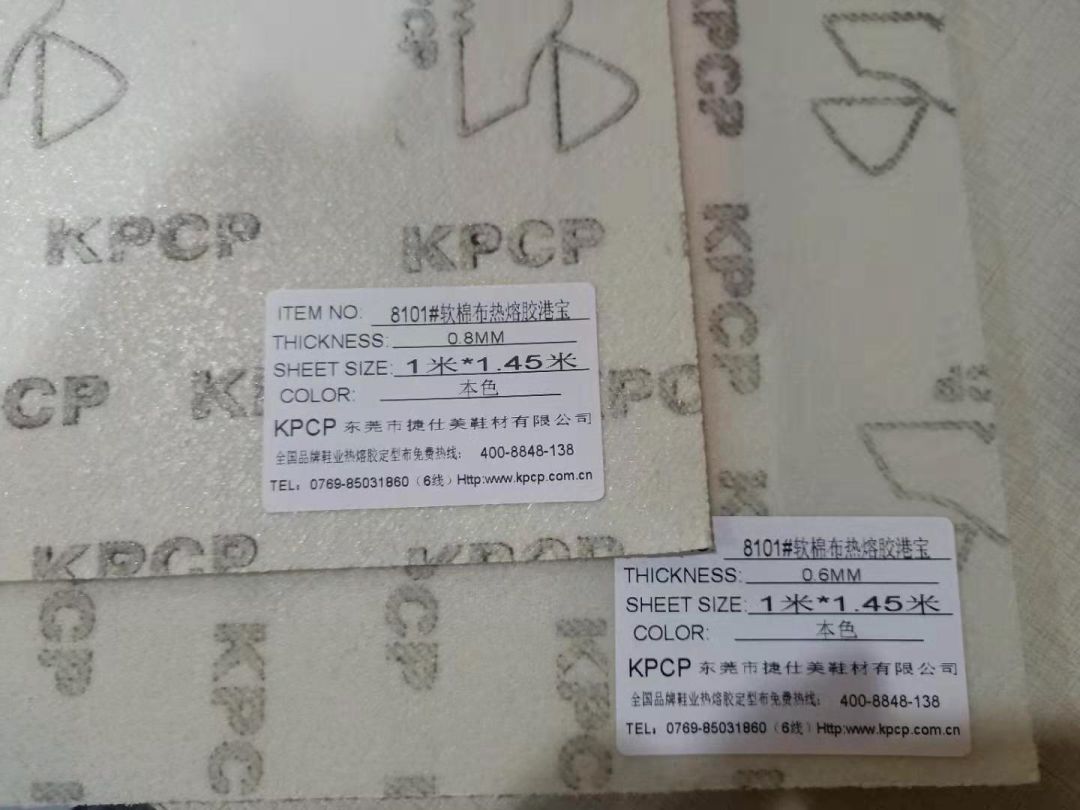 KPCP
KPCP
KPCP
KPCP
KPCP
CP
ITEM NO: 8101#软棉布热熔胶港宝
THICKNESS: 0.8MM
SHEET SIZE: 1米*1.45米
COLOR: 本色
KPCP 东莞市捷仕美鞋材有限公司
全国品牌鞋业热熔胶定型布免费热线: 400-8848-138
TEL: 0769-85031860（6线）Http:www.kpcp.com.cn
KPCP
KPCP
8101#软棉布热熔胶港宝
THICKNESS: 0.6MM
SHEET SIZE: 1米*1.45米
COLOR: 本色
KPCP 东莞市捷仕美鞋材有限公司
全国品牌鞋业热熔胶定型布免费热线: 400-8848-138
TEL: 0769-85031860（6线）Http:www.kpcp.com.cn
KPCP
KPCP
KPC